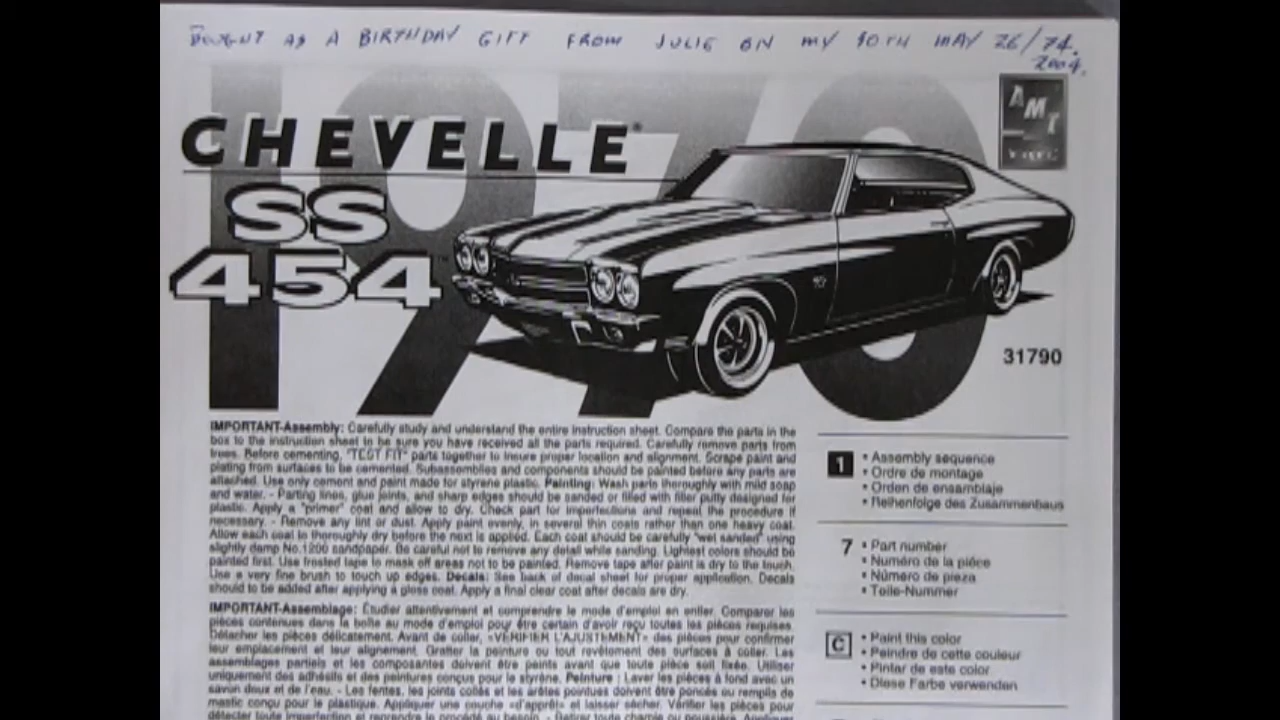 BOUGHT AS A BIRTHDAY GIFT FROM JULIE ON MY 30TH MAY 26/74.
2004.
1970
AMT
ERTL
CHEVELLE
SS
454
31790
IMPORTANT-Assembly: Carefully study and understand the entire instruction sheet. Compare the parts in the
box to the instruction sheet to be sure you have received all the parts required. Carefully remove parts from
trees. Before cementing, "TEST FIT" parts together to insure proper location and alignment. Scrape paint and
plating from surfaces to be cemented. Subassemblies and components should be painted before any parts are
attached. Use only cement and paint made for styrene plastic. Painting: Wash parts thoroughly with mild soap
and water. - Parting lines, glue joints, and sharp edges should be sanded or filled with filler putty designed for
plastic. Apply a "primer" coat and allow to dry. Check part for imperfections and repeat the procedure if
necessary. - Remove any lint or dust. Apply paint evenly, in several thin coats rather than one heavy coat.
Allow each coat to thoroughly dry before the next is applied. Each coat should be carefully "wet sanded" using
slightly damp No.1200 sandpaper. Be careful not to remove any detail while sanding. Lightest colors should be
painted first. Use frosted tape to mask off areas not to be painted. Remove tape after paint is dry to the touch.
Use a very fine brush to touch up edges. Decals: See back of decal sheet for proper application. Decals
should to be added after applying a gloss coat. Apply a final clear coat after decals are dry.
IMPORTANT-Assemblage: Étudier attentivement et comprendre le mode d'emploi en entier. Comparer les
pièces contenues dans la boîte au mode d'emploi pour être certain d'avoir reçu toutes les pièces requises.
Détacher les pièces délicatement. Avant de coller, «VÉRIFIER L'AJUSTEMENT» des pièces pour confirmer
leur emplacement et leur alignement. Gratter la peinture ou tout revêtement des surfaces à coller. Les
assemblages partiels et les composantes doivent être peints avant que toute pièce soit fixée. Utiliser
uniquement des adhésifs et des peintures conçus pour le styrène. Peinture : Laver les pièces à fond avec un
savon doux et de l'eau. - Les fentes, les joints collés et les arêtes pointues doivent être poncés ou remplis de
mastic conçu pour le plastique. Appliquer une couche «d'apprêt» et laisser sécher. Vérifier les pièces pour
détecter toute imperfection et reprendre le procédé au besoin. - Retirer toute charpie ou poussière. Appliquer
1
• Assembly sequence
• Ordre de montage
• Orden de ensamblaje
• Reihenfolge des Zusammenbaus
7
• Part number
• Numéro de la pièce
• Número de pieza
• Teile-Nummer
C
• Paint this color
• Peindre de cette couleur
• Pintar de este color
• Diese Farbe verwenden